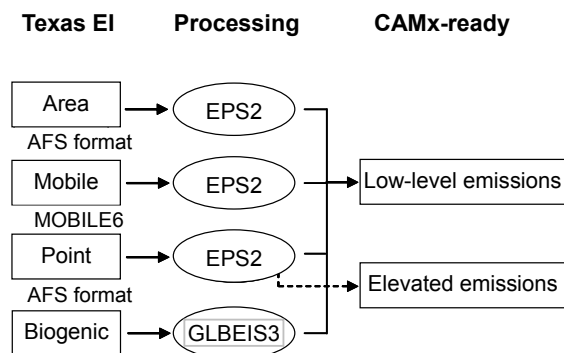 Texas EI Processing CAMx-ready
Area EPS2
AFS format
Mobile EPS2
Low-level emissions
MOBILE6
Point EPS2
Elevated emissions
AFS format
Biogenic GLBEIS3